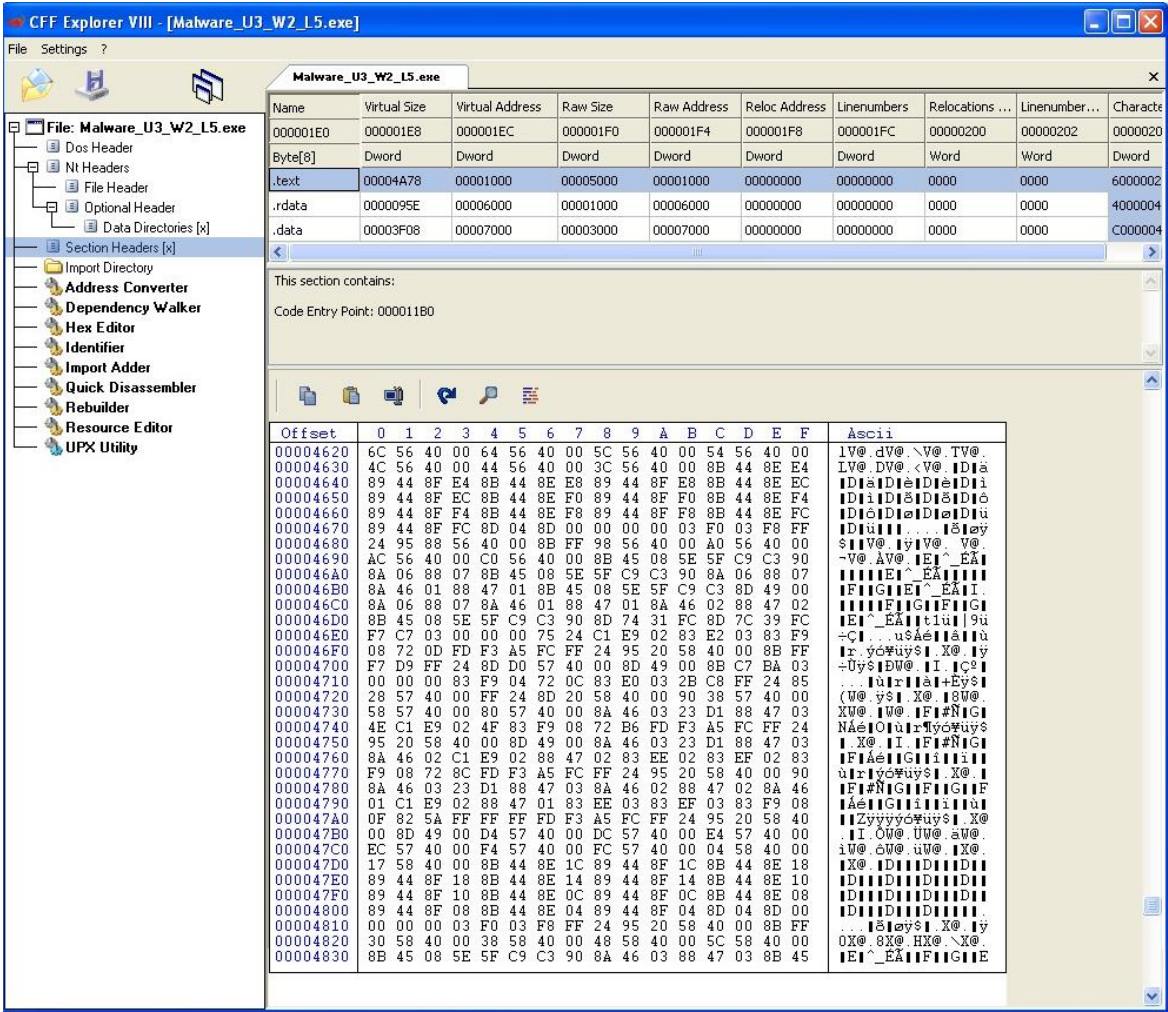 CFF Explorer VIII - [Malware_U3_W2_L5.exe]
File Settings ?
Malware_U3_W2_L5.exe
File: Malware_U3_W2_L5.exe
Dos Header
Nt Headers
File Header
Optional Header
Data Directories [x]
Section Headers [x]
Import Directory
Address Converter
Dependency Walker
Hex Editor
Identifier
Import Adder
Quick Disassembler
Rebuilder
Resource Editor
UPX Utility
Name Virtual Size Virtual Address Raw Size Raw Address Reloc Address Linenumbers Relocations ... Linenumber... Characte
000001E0 000001E8 000001EC 000001F0 000001F4 000001F8 000001FC 00000200 00000202 0000020
Byte[8] Dword Dword Dword Dword Dword Dword Word Word Dword
.text 00004A78 00001000 00005000 00001000 00000000 00000000 0000 0000 6000002
.rdata 0000095E 00006000 00001000 00006000 00000000 00000000 0000 0000 4000004
.data 00003F08 00007000 00003000 00007000 00000000 00000000 0000 0000 C000004
This section contains:
Code Entry Point: 000011B0
Offset 0 1 2 3 4 5 6 7 8 9 A B C D E F Ascii
00004620 6C 56 40 00 64 56 40 00 5C 56 40 00 54 56 40 00 lV@.dV@.\V@.TV@.
00004630 4C 56 40 00 44 56 40 00 3C 56 40 00 8B 44 8E E4 LV@.DV@.<V@.
00004640 89 44 8F E4 8B 44 8E E8 89 44 8F E8 8B 44 8E EC
00004650 89 44 8F EC 8B 44 8E F0 89 44 8F F0 8B 44 8E F4
00004660 89 44 8F F4 8B 44 8E F8 89 44 8F F8 8B 44 8E FC
00004670 89 44 8F FC 8D 04 8D 00 00 00 00 03 F0 03 F8 FF
00004680 24 95 88 56 40 00 8B FF 98 56 40 00 A0 56 40 00
00004690 AC 56 40 00 C0 56 40 00 8B 45 08 5E 5F C9 C3 90
000046A0 8A 06 88 07 8B 45 08 5E 5F C9 C3 90 8A 06 88 07
000046B0 8A 46 01 88 47 01 8B 45 08 5E 5F C9 C3 8D 49 00
000046C0 8A 06 88 07 8A 46 01 88 47 01 8A 46 02 88 47 02
000046D0 8B 45 08 5E 5F C9 C3 90 8D 74 31 FC 8D 7C 39 FC
000046E0 F7 C7 03 00 00 00 75 24 C1 E9 02 83 E2 03 83 F9
000046F0 08 72 0D FD F3 A5 FC FF 24 95 20 58 40 00 8B FF
00004700 F7 D9 FF 24 8D D0 57 40 00 8D 49 00 8B C7 BA 03
00004710 00 00 00 83 F9 04 72 0C 83 E0 03 2B C8 FF 24 85
00004720 28 57 40 00 FF 24 8D 20 58 40 00 90 38 57 40 00
00004730 58 57 40 00 80 57 40 00 8A 46 03 23 D1 88 47 03
00004740 4E C1 E9 02 4F 83 F9 08 72 B6 FD F3 A5 FC FF 24
00004750 95 20 58 40 00 8D 49 00 8A 46 03 23 D1 88 47 03
00004760 8A 46 02 C1 E9 02 88 47 02 83 EE 02 83 EF 02 83
00004770 F9 08 72 8C FD F3 A5 FC FF 24 95 20 58 40 00 90
00004780 8A 46 03 23 D1 88 47 03 8A 46 02 88 47 02 8A 46
00004790 01 C1 E9 02 88 47 01 83 EE 03 83 EF 03 83 F9 08
000047A0 0F 82 5A FF FF FF FD F3 A5 FC FF 24 95 20 58 40
000047B0 00 8D 49 00 D4 57 40 00 DC 57 40 00 E4 57 40 00
000047C0 EC 57 40 00 F4 57 40 00 FC 57 40 00 04 58 40 00
000047D0 17 58 40 00 8B 44 8E 1C 89 44 8F 1C 8B 44 8E 18
000047E0 89 44 8F 18 8B 44 8E 14 89 44 8F 14 8B 44 8E 10
000047F0 89 44 8F 10 8B 44 8E 0C 89 44 8F 0C 8B 44 8E 08
00004800 89 44 8F 08 8B 44 8E 04 89 44 8F 04 8D 04 8D 00
00004810 00 00 00 03 F0 03 F8 FF 24 95 20 58 40 00 8B FF
00004820 30 58 40 00 38 58 40 00 48 58 40 00 5C 58 40 00 0X@.8X@.HX@.\X@.
00004830 8B 45 08 5E 5F C9 C3 90 8A 46 03 88 47 03 8B 45